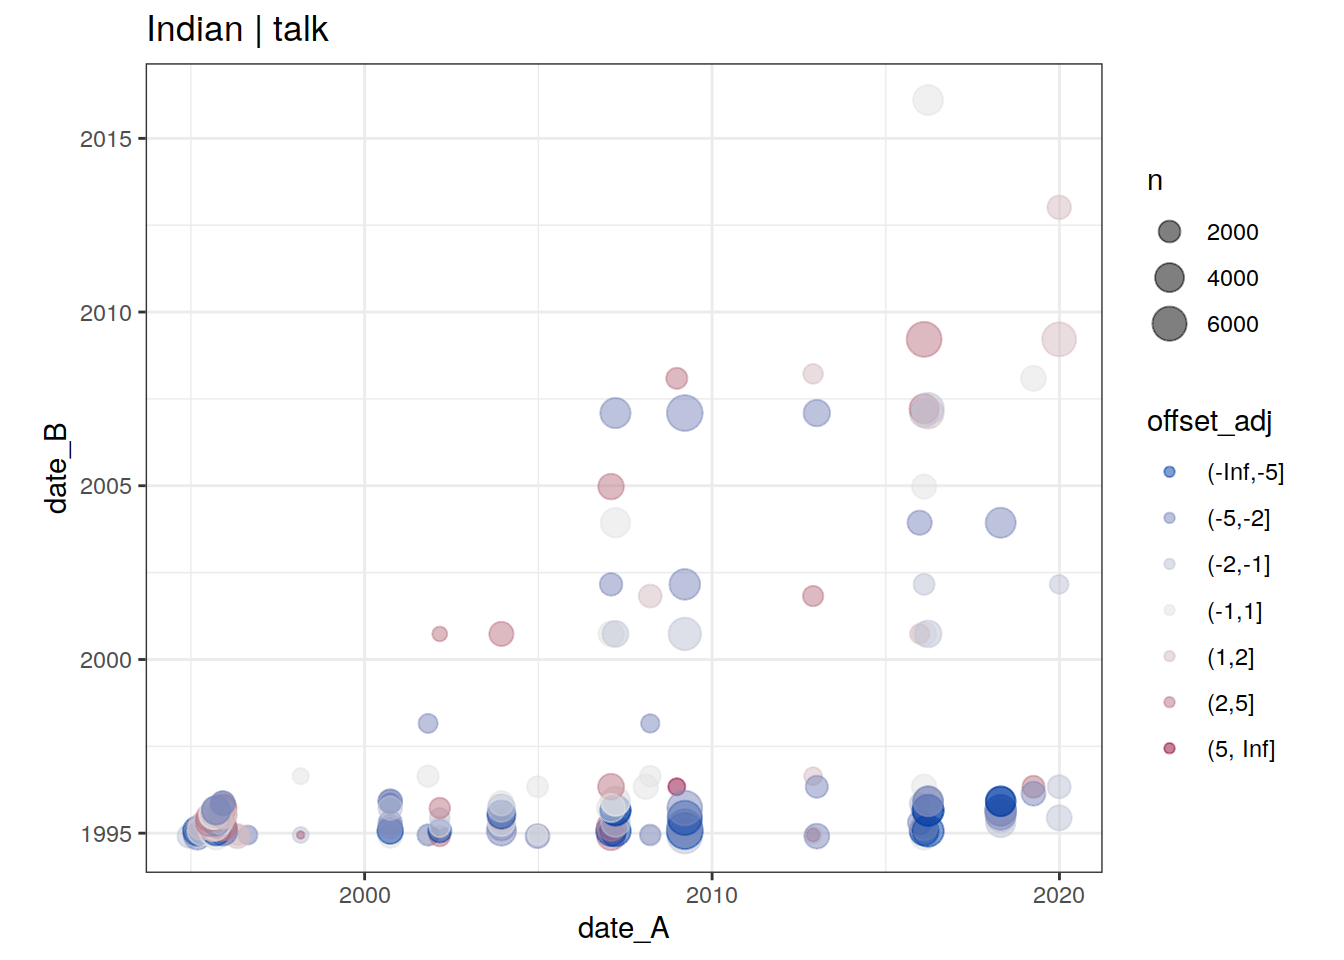 Indian | talk
2015
2010
2005
2000
1995
date_B
2000
2010
2020
date_A
n
2000
4000
6000
offset_adj
(-Inf,-5]
(-5,-2]
(-2,-1]
(-1,1]
(1,2]
(2,5]
(5, Inf]